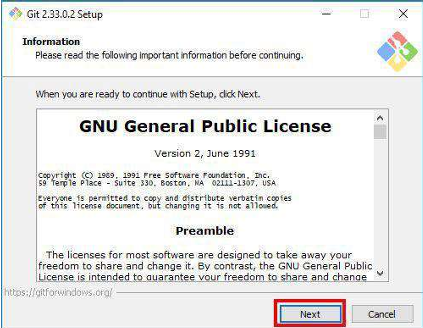 Git 2.33.0.2 Setup
Information
Please read the following important information before continuing.
When you are ready to continue with Setup, click Next.
GNU General Public License
Version 2, June 1991
Copyright (C) 1989, 1991 Free Software Foundation, Inc.
59 Temple Place - Suite 330, Boston, MA  02111-1307, USA
Everyone is permitted to copy and distribute verbatim copies
of this license document, but changing it is not allowed.
Preamble
The licenses for most software are designed to take away your
freedom to share and change it. By contrast, the GNU General Public
License is intended to guarantee your freedom to share and change
https://gitforwindows.org/
Next
Cancel